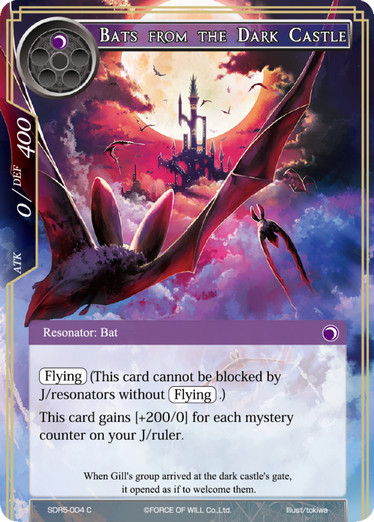 Bats from the Dark Castle
ATK 0 / DEF 400
Resonator: Bat
Flying (This card cannot be blocked by
J/resonators without Flying .)
This card gains [+200/0] for each mystery
counter on your J/ruler.
When Gill's group arrived at the dark castle's gate,
it opened as if to welcome them.
SDR5-004 C ©FORCE OF WILL Co.,Ltd. Illust/tokiwa